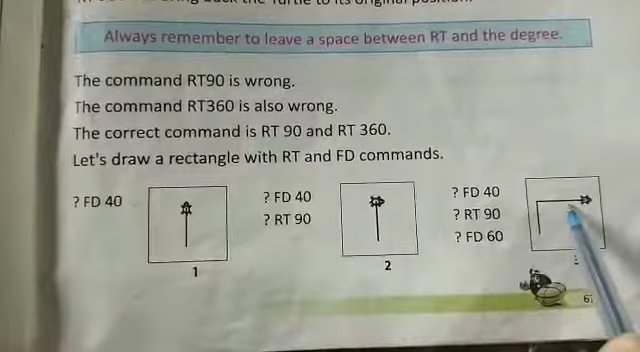 Always remember to leave a space between RT and the degree.
The command RT90 is wrong.
The command RT360 is also wrong.
The correct command is RT 90 and RT 360.
Let's draw a rectangle with RT and FD commands.
? FD 40
1
? FD 40
? RT 90
2
? FD 40
? RT 90
? FD 60